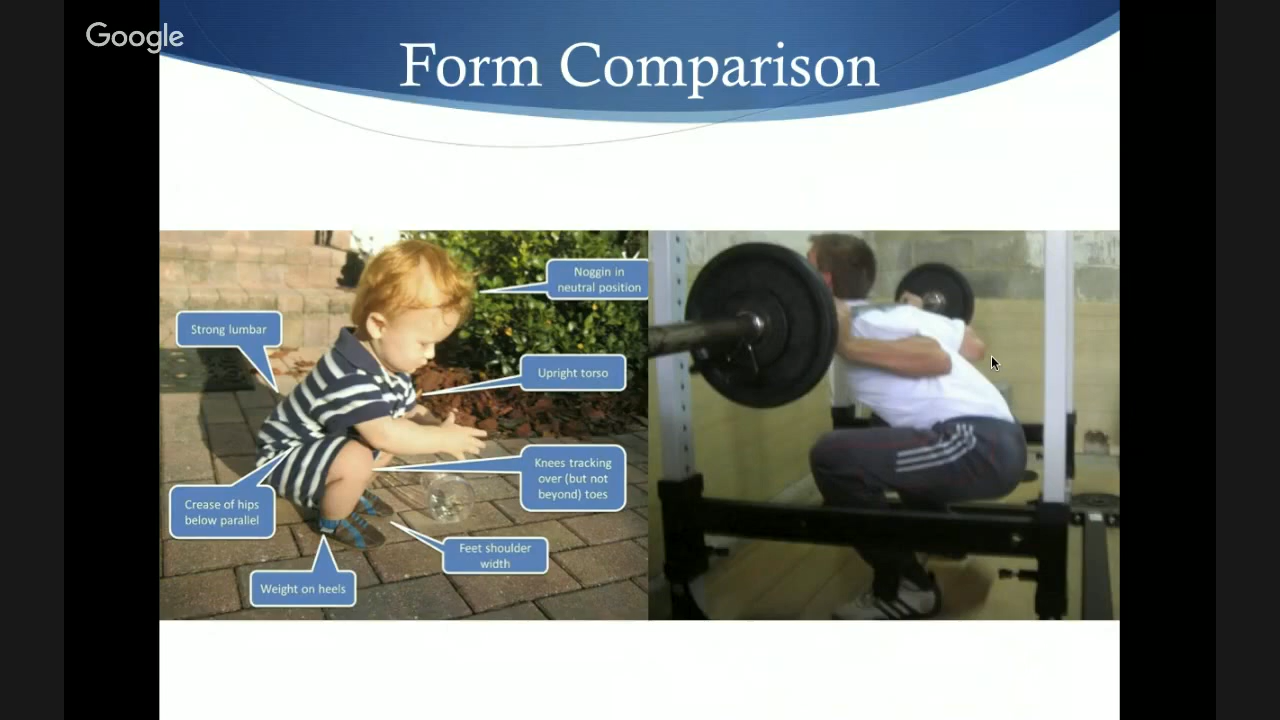 Google
Form Comparison
Noggin in
neutral position
Strong lumbar
Upright torso
Knees tracking
over (but not
beyond) toes
Crease of hips
below parallel
Feet shoulder
width
Weight on heels